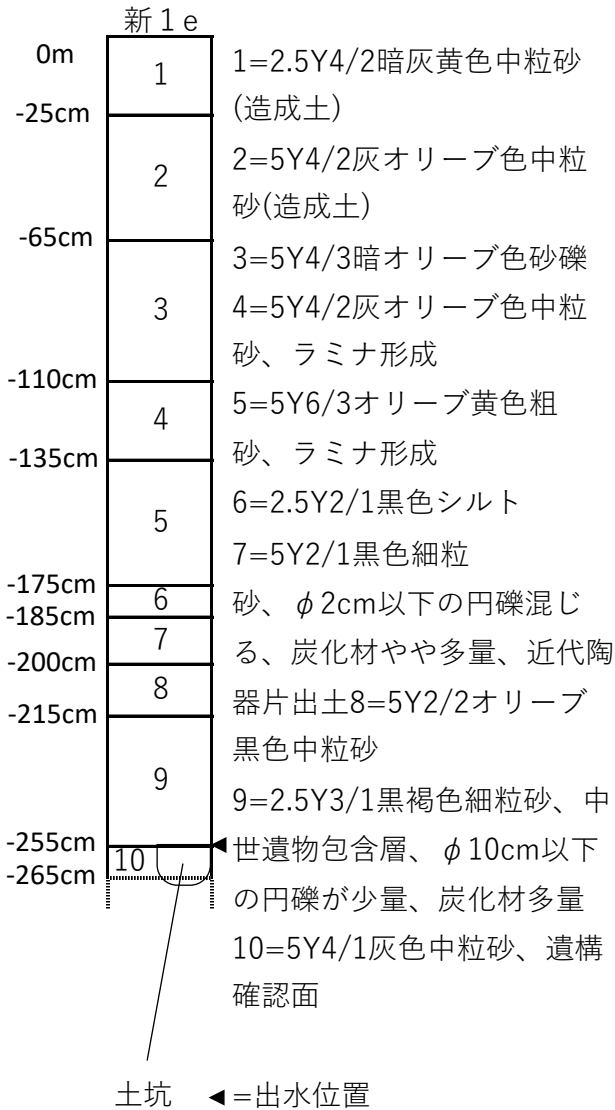 新１e
0m
-25cm
-65cm
-110cm
-135cm
-175cm
-185cm
-200cm
-215cm
-255cm
-265cm
1
2
3
4
5
6
7
8
9
10
1=2.5Y4/2暗灰黄色中粒砂
(造成土)
2=5Y4/2灰オリーブ色中粒
砂(造成土)
3=5Y4/3暗オリーブ色砂礫
4=5Y4/2灰オリーブ色中粒
砂、ラミナ形成
5=5Y6/3オリーブ黄色粗
砂、ラミナ形成
6=2.5Y2/1黒色シルト
7=5Y2/1黒色細粒
砂、φ2cm以下の円礫混じ
る、炭化材やや多量、近代陶
器片出土8=5Y2/2オリーブ
黒色中粒砂
9=2.5Y3/1黒褐色細粒砂、中
世遺物包含層、φ10cm以下
の円礫が少量、炭化材多量
10=5Y4/1灰色中粒砂、遺構
確認面
土坑 ◀=出水位置